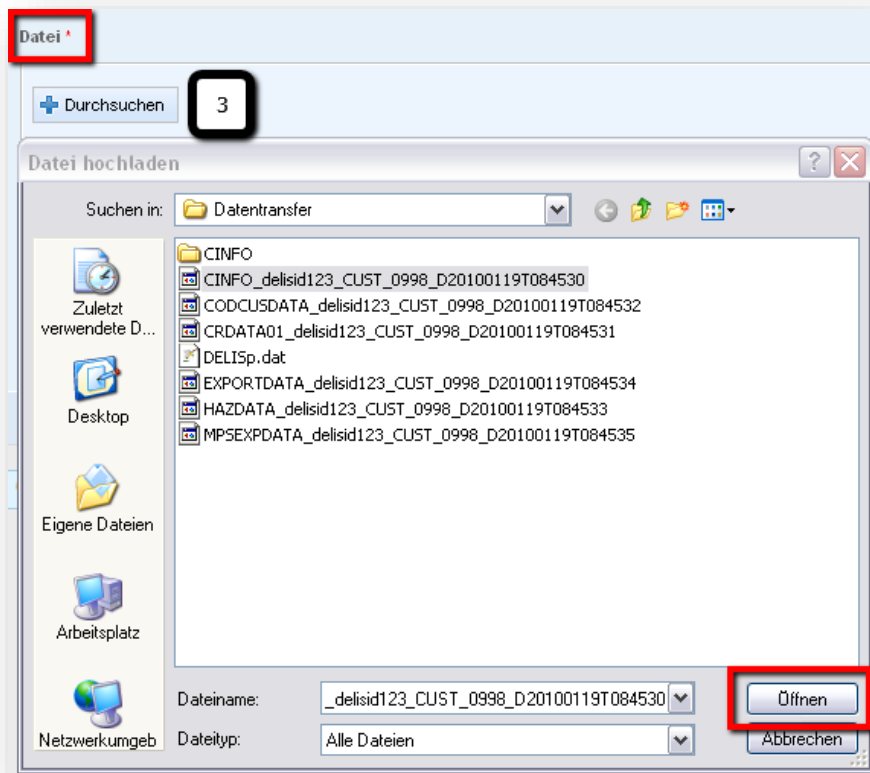 Datei *
Durchsuchen
3
Datei hochladen
Suchen in:
Datentransfer
CINFO
CINFO_delisid123_CUST_0998_D20100119T084530
CODCUSDATA_delisid123_CUST_0998_D20100119T084532
CRDATA01_delisid123_CUST_0998_D20100119T084531
DELISp.dat
EXPORTDATA_delisid123_CUST_0998_D20100119T084534
HAZDATA_delisid123_CUST_0998_D20100119T084533
MPSEXPDATA_delisid123_CUST_0998_D20100119T084535
Zuletzt
verwendete D...
Desktop
Eigene Dateien
Arbeitsplatz
Netzwerkumgeb
Dateiname:
_delisid123_CUST_0998_D20100119T084530
Öffnen
Dateityp:
Alle Dateien
Abbrechen